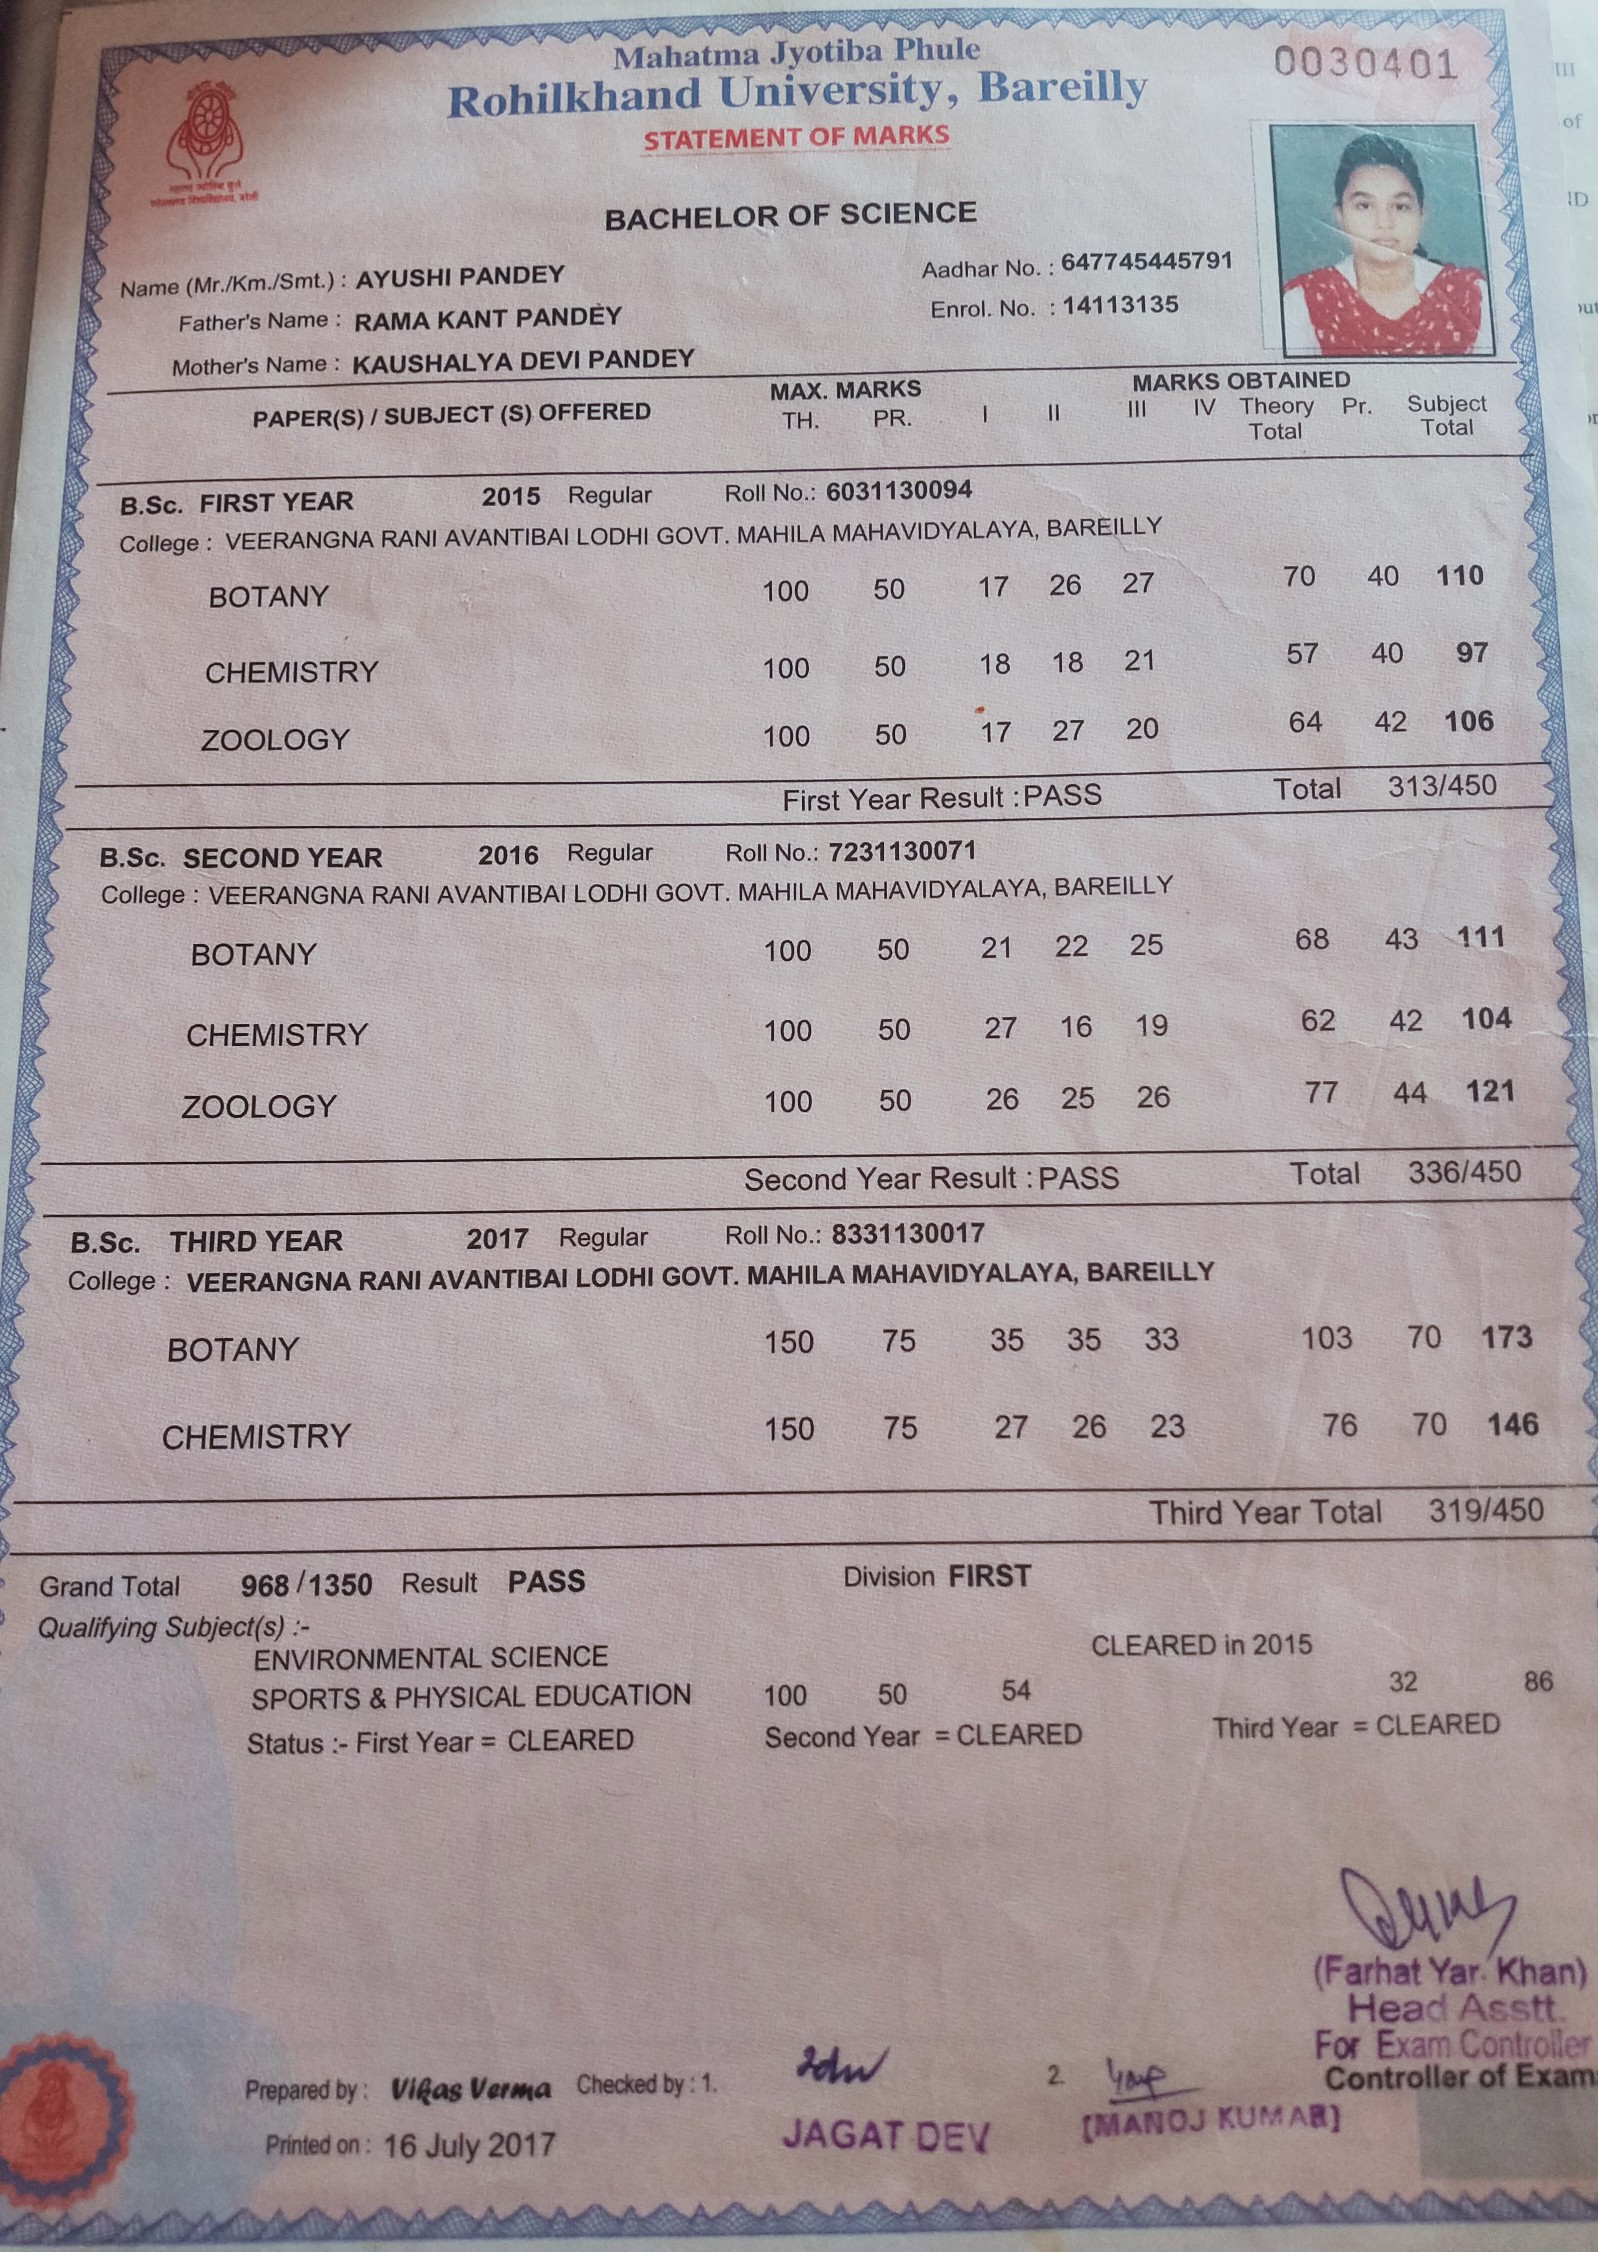 Mahatma Jyotiba Phule
0030401
Rohilkhand University, Bareilly
STATEMENT OF MARKS
BACHELOR OF SCIENCE
Name (Mr./Km./Smt.) : AYUSHI PANDEY Aadhar No. : 647745445791
Father's Name : RAMA KANT PANDEY Enrol. No. : 14113135
Mother's Name : KAUSHALYA DEVI PANDEY
MAX. MARKS MARKS OBTAINED
PAPER(S) / SUBJECT (S) OFFERED TH. PR. I II III IV Theory Total Pr. Subject Total
B.Sc. FIRST YEAR 2015 Regular Roll No.: 6031130094
College : VEERANGNA RANI AVANTIBAI LODHI GOVT. MAHILA MAHAVIDYALAYA, BAREILLY
BOTANY 100 50 17 26 27 70 40 110
CHEMISTRY 100 50 18 18 21 57 40 97
ZOOLOGY 100 50 17 27 20 64 42 106
First Year Result : PASS Total 313/450
B.Sc. SECOND YEAR 2016 Regular Roll No.: 7231130071
College : VEERANGNA RANI AVANTIBAI LODHI GOVT. MAHILA MAHAVIDYALAYA, BAREILLY
BOTANY 100 50 21 22 25 68 43 111
CHEMISTRY 100 50 27 16 19 62 42 104
ZOOLOGY 100 50 26 25 26 77 44 121
Second Year Result : PASS Total 336/450
B.Sc. THIRD YEAR 2017 Regular Roll No.: 8331130017
College : VEERANGNA RANI AVANTIBAI LODHI GOVT. MAHILA MAHAVIDYALAYA, BAREILLY
BOTANY 150 75 35 35 33 103 70 173
CHEMISTRY 150 75 27 26 23 76 70 146
Third Year Total 319/450
Grand Total 968/1350 Result PASS Division FIRST
Qualifying Subject(s) :-
ENVIRONMENTAL SCIENCE CLEARED in 2015
SPORTS & PHYSICAL EDUCATION 100 50 54 32 86
Status :- First Year = CLEARED Second Year = CLEARED Third Year = CLEARED
(Farhat Yar Khan)
Head Asstt.
For Exam Controller
Controller of Exam
Prepared by : Vikas Verma Checked by : 1. 2.
JAGAT DEV [MANOJ KUMAR]
Printed on : 16 July 2017